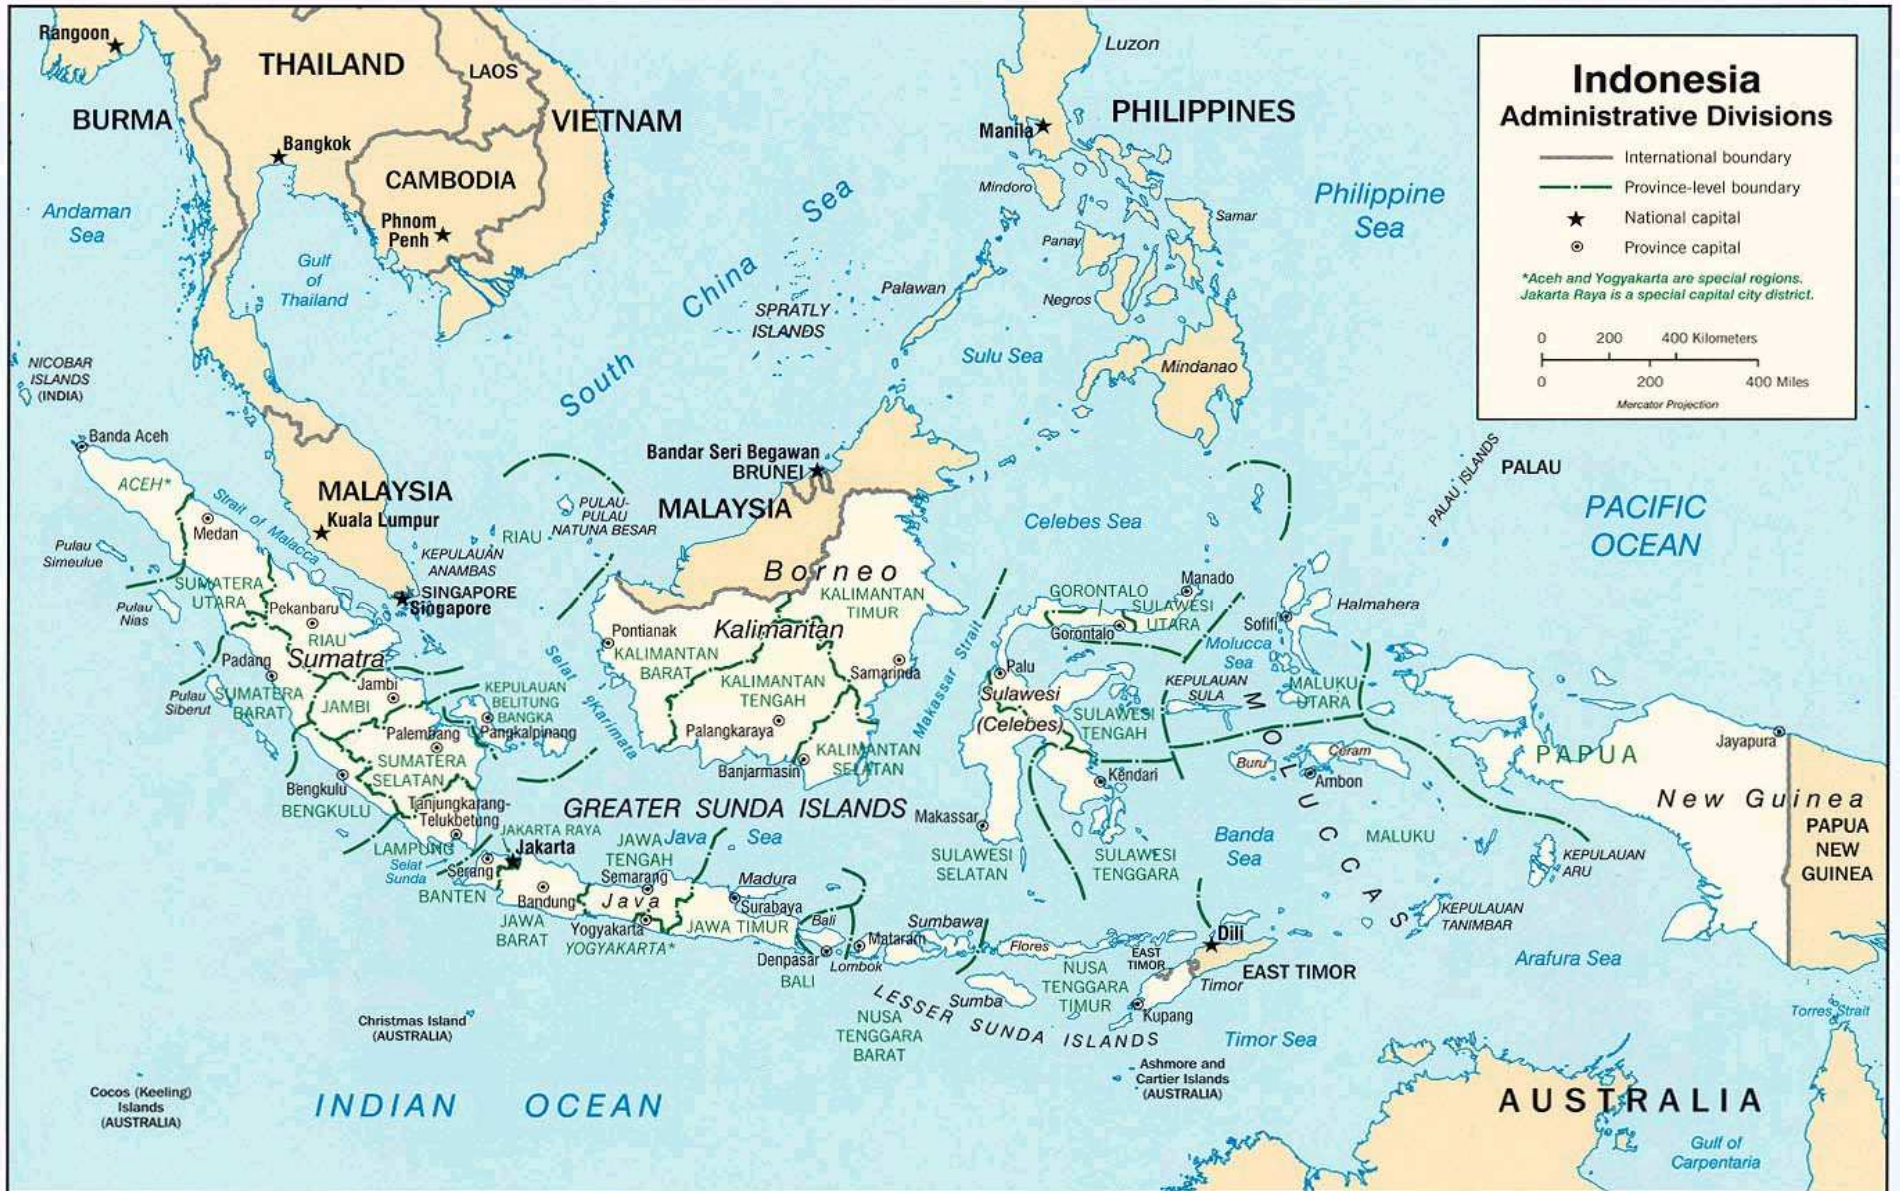 Rangoon
THAILAND
LAOS
BURMA
VIETNAM
Bangkok
CAMBODIA
Phnom
Penh
Andaman
Sea
Gulf
of
Thailand
Luzon
PHILIPPINES
Manila
Mindoro
Samar
Panay
Palawan
Negros
Philippine
Sea
South China Sea
SPRATLY
ISLANDS
Sulu Sea
Mindanao
Indonesia
Administrative Divisions
International boundary
Province-level boundary
National capital
Province capital
*Aceh and Yogyakarta are special regions.
Jakarta Raya is a special capital city district.
0 200 400 Kilometers
0 200 400 Miles
Mercator Projection
NICOBAR
ISLANDS
(INDIA)
Banda Aceh
ACEH*
Strait of Malacca
Medan
MALAYSIA
Kuala Lumpur
Bandar Seri Begawan
BRUNEI
MALAYSIA
PULAU-
PULAU
NATUNA BESAR
RIAU
KEPULAUAN
ANAMBAS
SINGAPORE
Singapore
Celebes Sea
PALAU ISLANDS
PALAU
PACIFIC
OCEAN
Pulau
Simeulue
SUMATERA
UTARA
Pulau
Nias
Pekanbaru
RIAU
Sumatra
Padang
Pulau
Siberut
SUMATERA
BARAT
Jambi
JAMBI
KEPULAUAN
BELITUNG
BANGKA
Pangkalpinang
Palembang
SUMATERA
SELATAN
Bengkulu
BENGKULU
Tanjungkarang-
Telukbetung
LAMPUNG
Selat
Sunda
Selat Karimata
Borneo
KALIMANTAN
TIMUR
Pontianak
Kalimantan
KALIMANTAN
BARAT
KALIMANTAN
TENGAH
Samarinda
Palangkaraya
Banjarmasin
KALIMANTAN
SELATAN
Makassar Strait
GORONTALO
Manado
SULAWESI
UTARA
Gorontalo
Palu
Sulawesi
(Celebes)
SULAWESI
TENGAH
Kendari
Makassar
SULAWESI
SELATAN
SULAWESI
TENGGARA
Halmahera
Sofifi
Molucca
Sea
KEPULAUAN
SULA
MALUKU
UTARA
MOLUCCAS
Buru
Ceram
Ambon
Banda
Sea
MALUKU
PAPUA
Jayapura
New Guinea
PAPUA
NEW
GUINEA
KEPULAUAN
ARU
KEPULAUAN
TANIMBAR
Arafura Sea
GREATER SUNDA ISLANDS
Java Sea
JAKARTA RAYA
Jakarta
Serang
BANTEN
Bandung
JAWA
BARAT
JAWA
TENGAH
Semarang
Java
Yogyakarta
YOGYAKARTA*
Madura
Surabaya
JAWA TIMUR
Bali
Denpasar
BALI
Mataram
Lombok
Sumbawa
NUSA
TENGGARA
BARAT
Flores
Sumba
LESSER SUNDA ISLANDS
NUSA
TENGGARA
TIMUR
EAST
TIMOR
Dili
EAST TIMOR
Timor
Kupang
Timor Sea
Torres Strait
Christmas Island
(AUSTRALIA)
Cocos (Keeling)
Islands
(AUSTRALIA)
INDIAN OCEAN
Ashmore and
Cartier Islands
(AUSTRALIA)
AUSTRALIA
Gulf of
Carpentaria